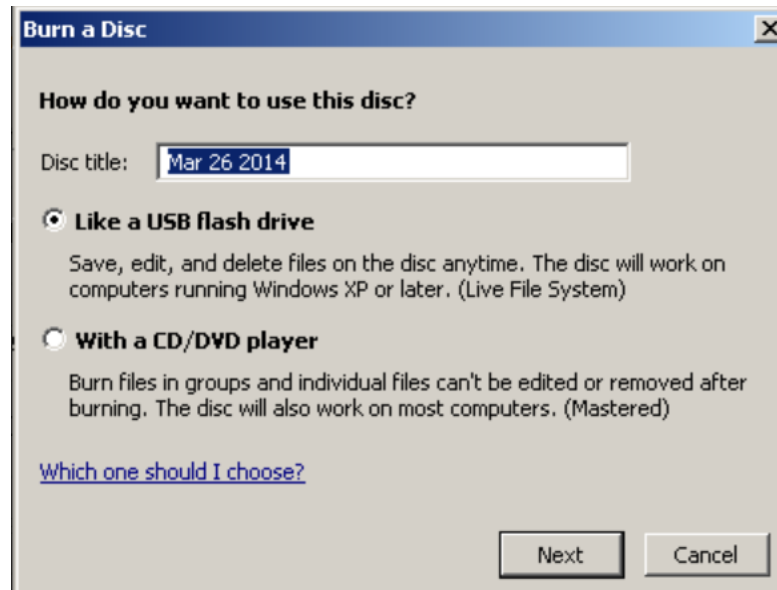 Burn a Disc
How do you want to use this disc?
Disc title: Mar 26 2014
Like a USB flash drive
Save, edit, and delete files on the disc anytime. The disc will work on
computers running Windows XP or later. (Live File System)
With a CD/DVD player
Burn files in groups and individual files can't be edited or removed after
burning. The disc will also work on most computers. (Mastered)
Which one should I choose?
Next Cancel